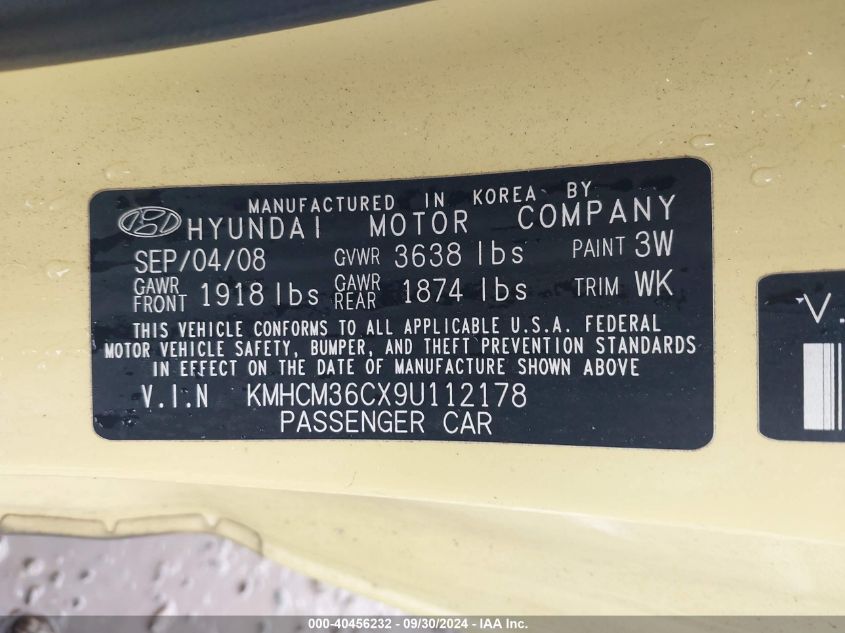 MANUFACTURED IN KOREA BY
HYUNDAI MOTOR COMPANY
SEP/04/08 GVWR 3638 lbs PAINT 3W
GAWR FRONT 1918 lbs GAWR REAR 1874 lbs TRIM WK
THIS VEHICLE CONFORMS TO ALL APPLICABLE U.S.A. FEDERAL
MOTOR VEHICLE SAFETY, BUMPER, AND THEFT PREVENTION STANDARDS
IN EFFECT ON THE DATE OF MANUFACTURE SHOWN ABOVE
V.I.N KMHCM36CX9U112178
PASSENGER CAR
V.
000-40456232 - 09/30/2024 - IAA Inc.